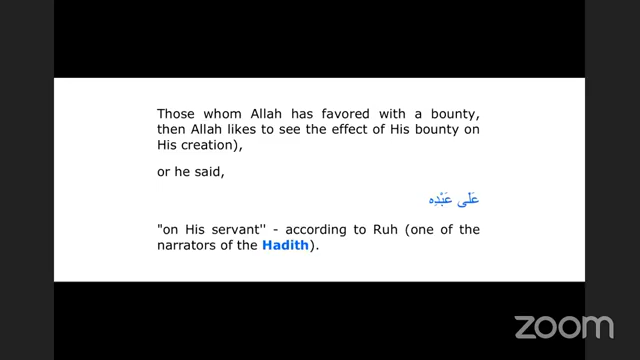 Those whom Allah has favored with a bounty,
then Allah likes to see the effect of His bounty on
His creation),
or he said,
عَلَى عَبْدِه
"on His servant'' - according to Ruh (one of the
narrators of the Hadith).
zoom